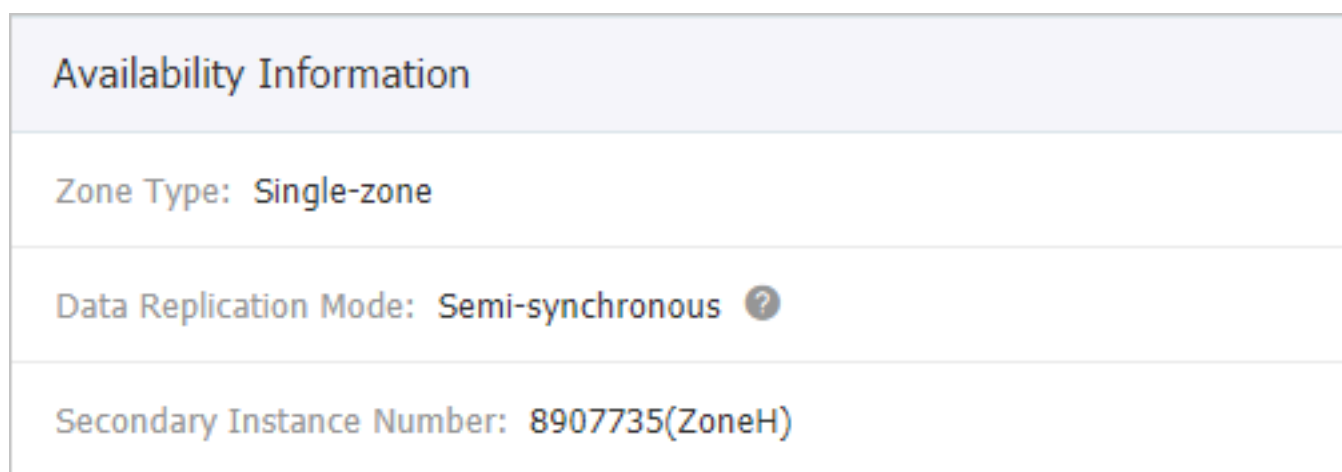 Availability Information
Zone Type: Single-zone
Data Replication Mode: Semi-synchronous ?
Secondary Instance Number: 8907735(ZoneH)